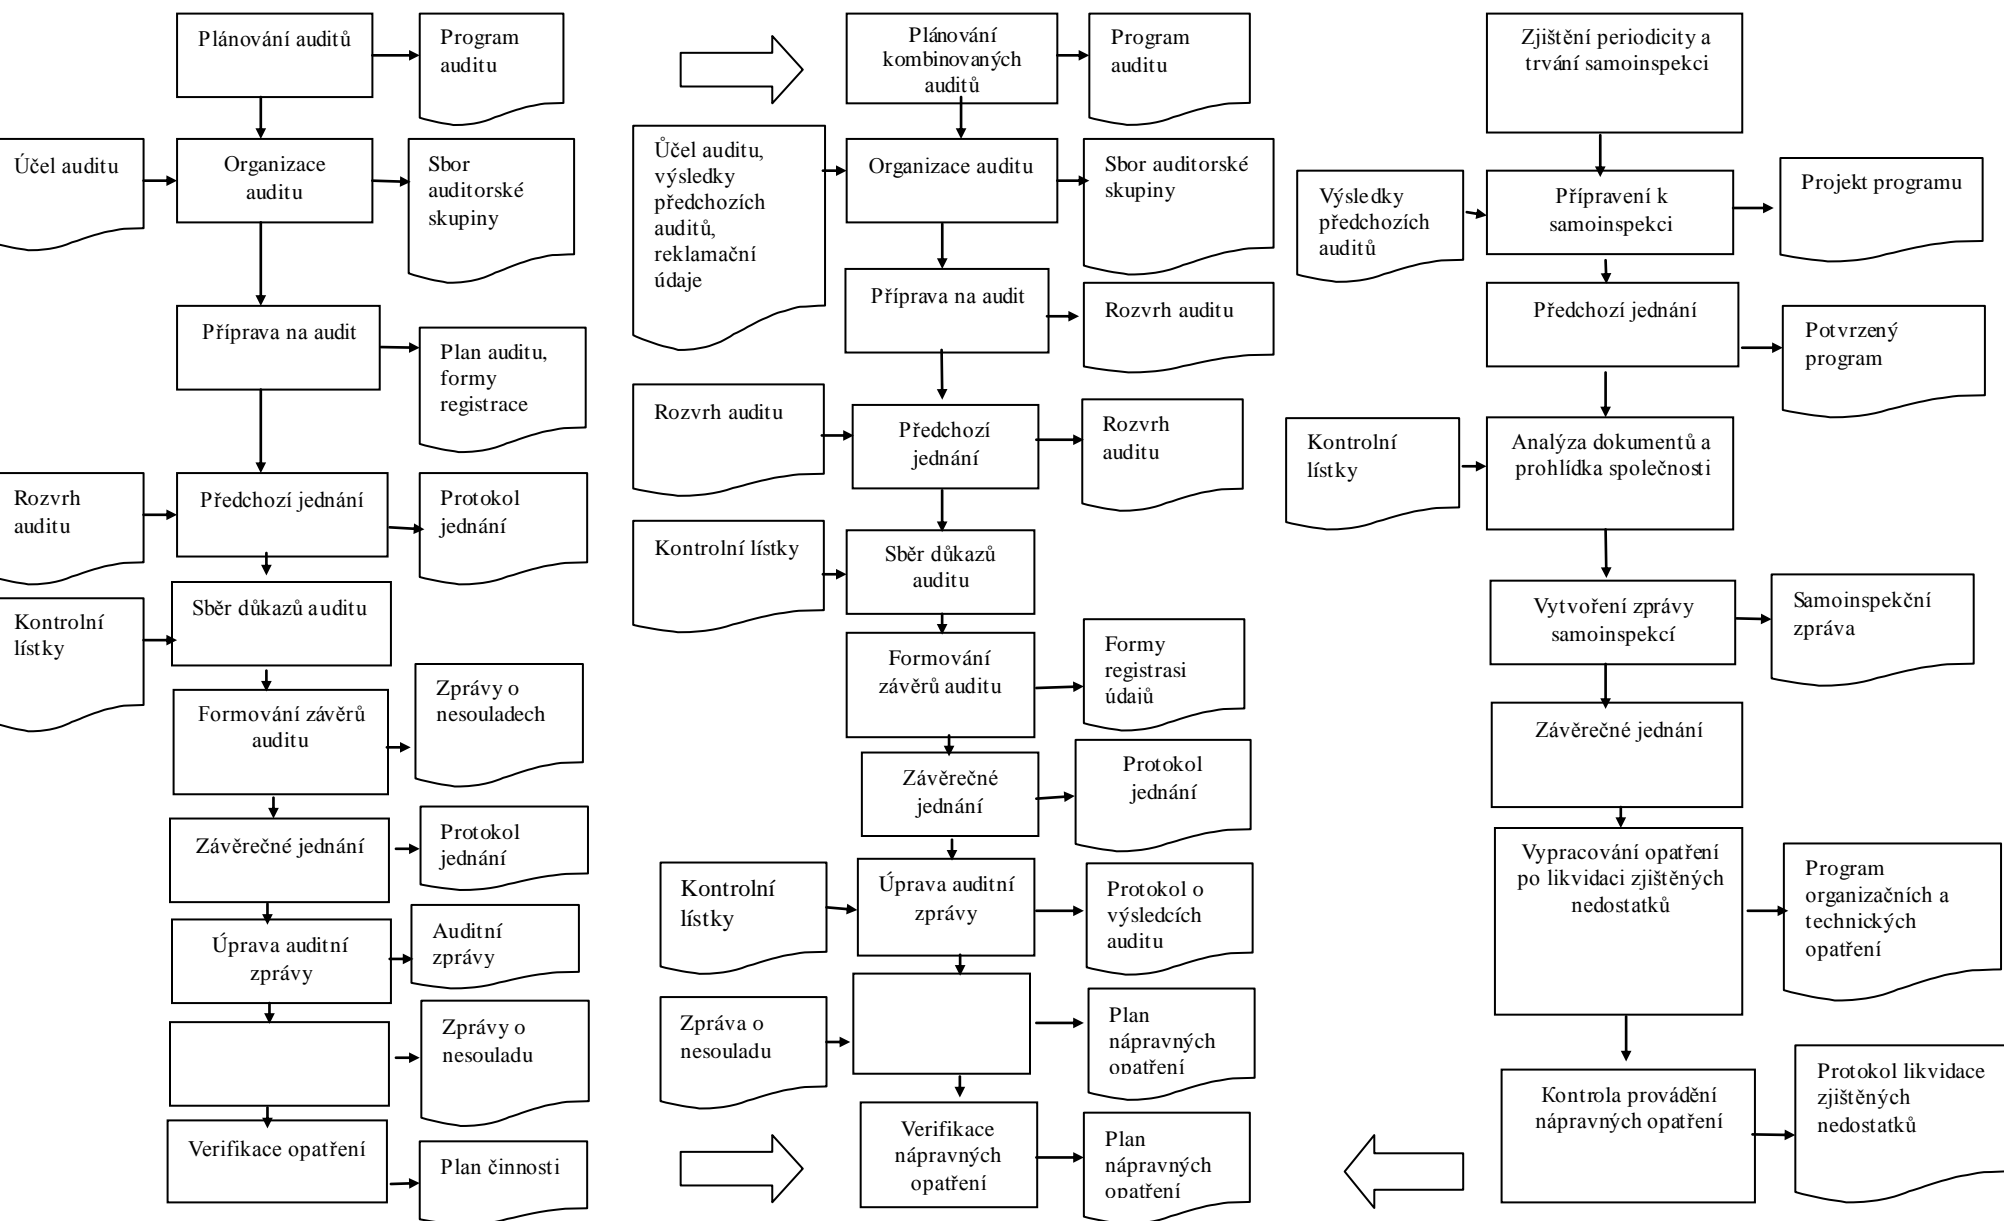 Plánování auditů
Program
auditu
Účel auditu
Organizace
auditu
Sbor
auditorské
skupiny
Příprava na audit
Plan auditu,
formy
registrace
Rozvrh
auditu
Předchozí jednání
Protokol
jednání
Kontrolní
lístky
Sběr důkazů auditu
Formování závěrů
auditu
Zprávy o
nesouladech
Závěrečné jednání
Protokol
jednání
Úprava auditní
zprávy
Auditní
zprávy
Zprávy o
nesouladu
Verifikace opatření
Plan činnosti
Plánování
kombinovaných
auditů
Program
auditu
Ůčel auditu,
výsledky
předchozích
auditů,
reklamační
údaje
Organizace auditu
Sbor auditorské
skupiny
Příprava na audit
Rozvrh auditu
Rozvrh auditu
Předchozí
jednání
Rozvrh
auditu
Kontrolní lístky
Sběr důkazů
auditu
Formování
závěrů auditu
Formy
registrasi
údajů
Závěrečné
jednání
Protokol
jednání
Kontrolní
lístky
Úprava auditní
zprávy
Protokol o
výsledcích
auditu
Zpráva o
nesouladu
Plan
nápravných
opatření
Verifikace
nápravných
opatření
Plan
nápravných
opatření
Zjištění periodicity a
trvání samoinspekci
Výsledky
předchozích
auditů
Přípravení k
samoinspekci
Projekt programu
Předchozí jednání
Potvrzený
program
Kontrolní
lístky
Analýza dokumentů a
prohlídka společnosti
Vytvoření zprávy
samoinspekcí
Samoinspekční
zpráva
Závěrečné jednání
Vypracování opatření
po likvidaci zjištěných
nedostatků
Program
organizačních a
technických
opatření
Kontrola provádění
nápravných opatření
Protokol likvidace
zjištěných
nedostatků